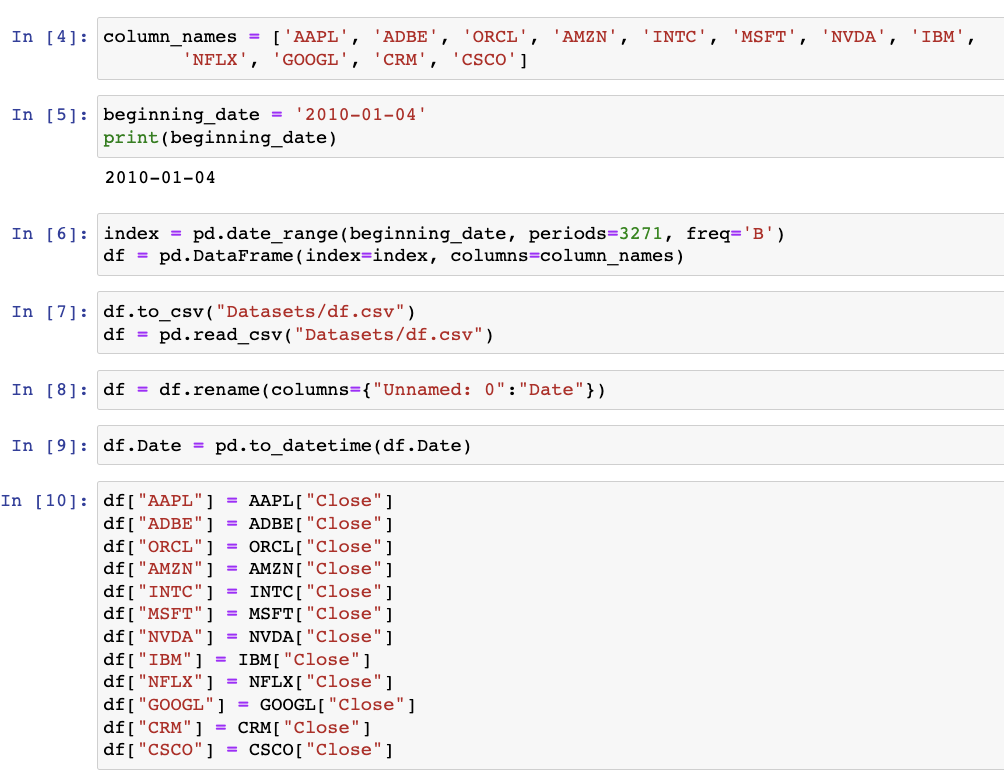 In [4]: column_names = ['AAPL', 'ADBE', 'ORCL', 'AMZN', 'INTC', 'MSFT', 'NVDA', 'IBM',
'NFLX', 'GOOGL', 'CRM', 'CSCO']
In [5]: beginning_date = '2010-01-04'
print(beginning_date)
2010-01-04
In [6]: index = pd.date_range(beginning_date, periods=3271, freq='B')
df = pd.DataFrame(index=index, columns=column_names)
In [7]: df.to_csv("Datasets/df.csv")
df = pd.read_csv("Datasets/df.csv")
In [8]: df = df.rename(columns={"Unnamed: 0":"Date"})
In [9]: df.Date = pd.to_datetime(df.Date)
In [10]: df["AAPL"] = AAPL["Close"]
df["ADBE"] = ADBE["Close"]
df["ORCL"] = ORCL["Close"]
df["AMZN"] = AMZN["Close"]
df["INTC"] = INTC["Close"]
df["MSFT"] = MSFT["Close"]
df["NVDA"] = NVDA["Close"]
df["IBM"] = IBM["Close"]
df["NFLX"] = NFLX["Close"]
df["GOOGL"] = GOOGL["Close"]
df["CRM"] = CRM["Close"]
df["CSCO"] = CSCO["Close"]